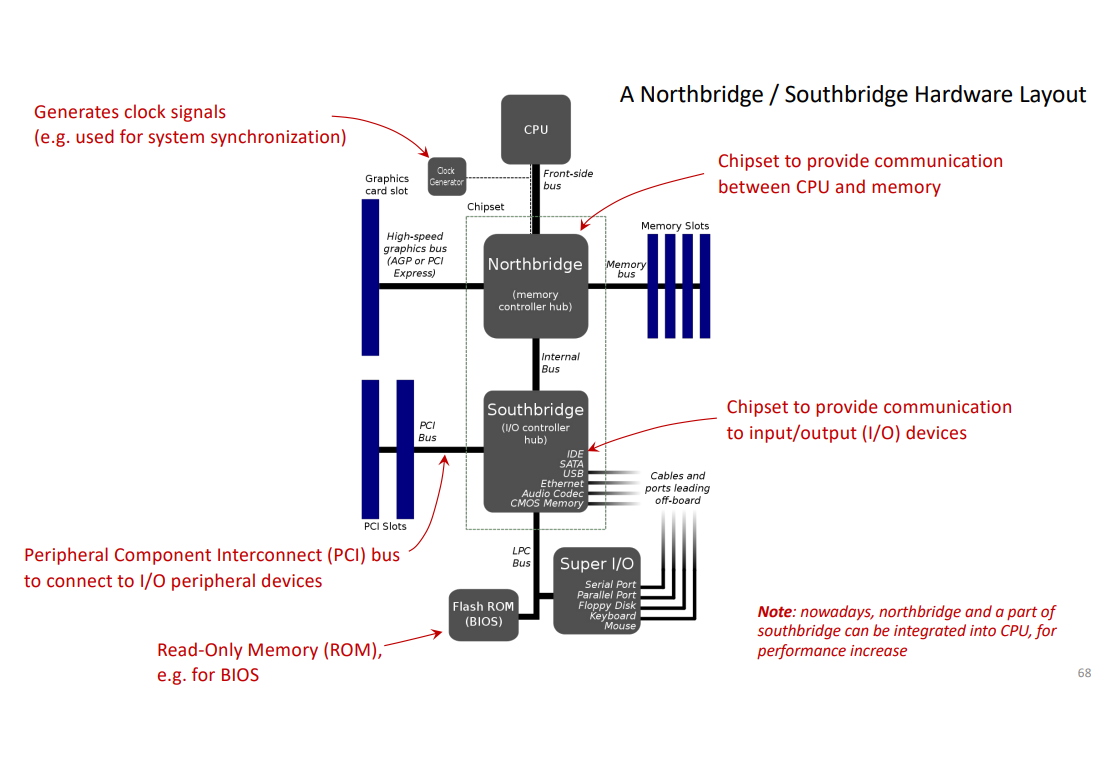 A Northbridge / Southbridge Hardware Layout
Generates clock signals
(e.g. used for system synchronization)
CPU
Clock
Generator
Front-side
bus
Chipset to provide communication
between CPU and memory
Graphics
card slot
Chipset
High-speed
graphics bus
(AGP or PCI
Express)
Northbridge
(memory
controller hub)
Memory
bus
Memory Slots
Internal
Bus
Southbridge
(I/O controller
hub)
IDE
SATA
USB
Ethernet
Audio Codec
CMOS Memory
PCI
Bus
PCI Slots
Chipset to provide communication
to input/output (I/O) devices
Cables and
ports leading
off-board
Peripheral Component Interconnect (PCI) bus
to connect to I/O peripheral devices
LPC
Bus
Super I/O
Serial Port
Parallel Port
Floppy Disk
Keyboard
Mouse
Flash ROM
(BIOS)
Read-Only Memory (ROM),
e.g. for BIOS
Note: nowadays, northbridge and a part of
southbridge can be integrated into CPU, for
performance increase
68